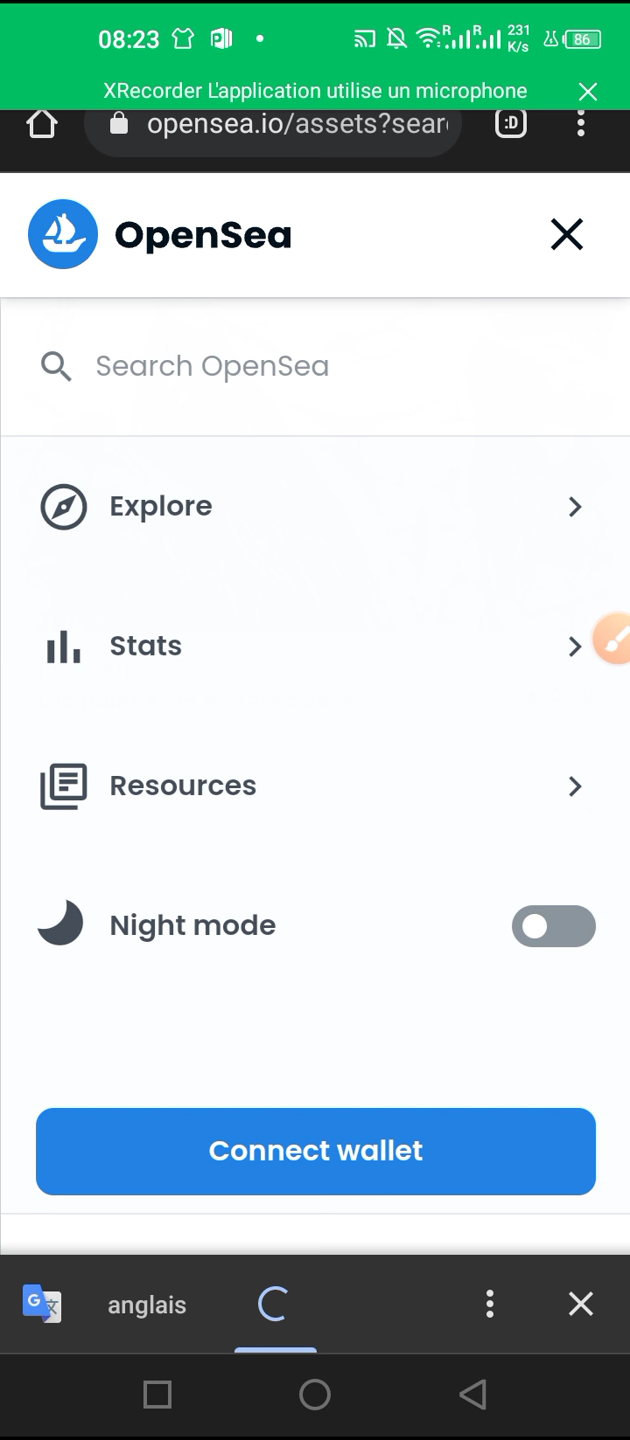 08:23
231
K/s
86
XRecorder L'application utilise un microphone
opensea.io/assets?sear
:D
OpenSea
Search OpenSea
Explore
Stats
Resources
Night mode
Connect wallet
anglais